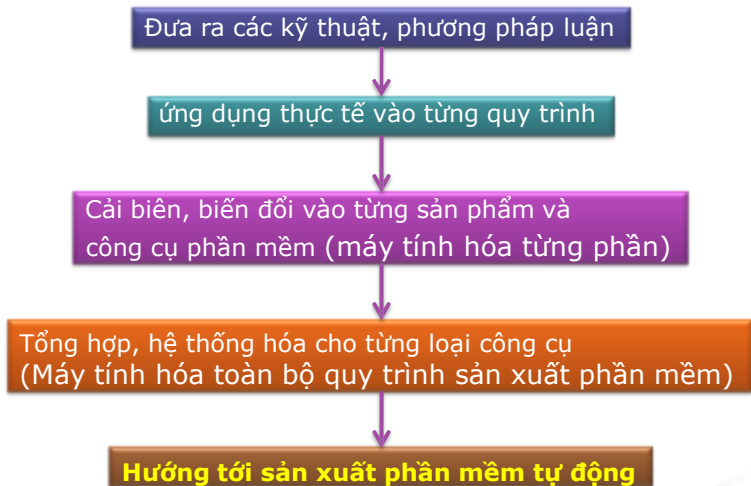 Đưa ra các kỹ thuật, phương pháp luận
ứng dụng thực tế vào từng quy trình
Cải biên, biến đổi vào từng sản phẩm và
công cụ phần mềm (máy tính hóa từng phần)
Tổng hợp, hệ thống hóa cho từng loại công cụ
(Máy tính hóa toàn bộ quy trình sản xuất phần mềm)
Hướng tới sản xuất phần mềm tự động